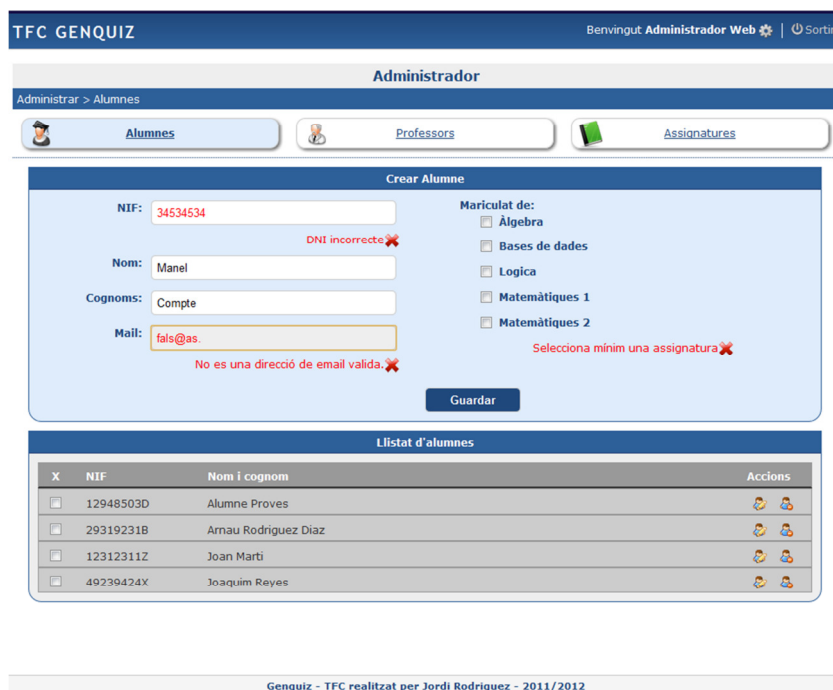 TFC GENQUIZ
Benvingut Administrador Web | Sortir
Administrador
Administrar > Alumnes
Alumnes Professors Assignatures
Crear Alumne
NIF: 34534534
DNI incorrecte
Nom: Manel
Cognoms: Compte
Mail: fals@as.
No es una direcció de email valida.
Mariculat de:
Àlgebra
Bases de dades
Logica
Matemàtiques 1
Matemàtiques 2
Selecciona mínim una assignatura
Guardar
Llistat d'alumnes
X NIF Nom i cognom Accions
12948503D Alumne Proves
29319231B Arnau Rodriguez Diaz
12312311Z Joan Marti
49239424X Joaquim Reyes
Genquiz - TFC realitzat per Jordi Rodriguez - 2011/2012